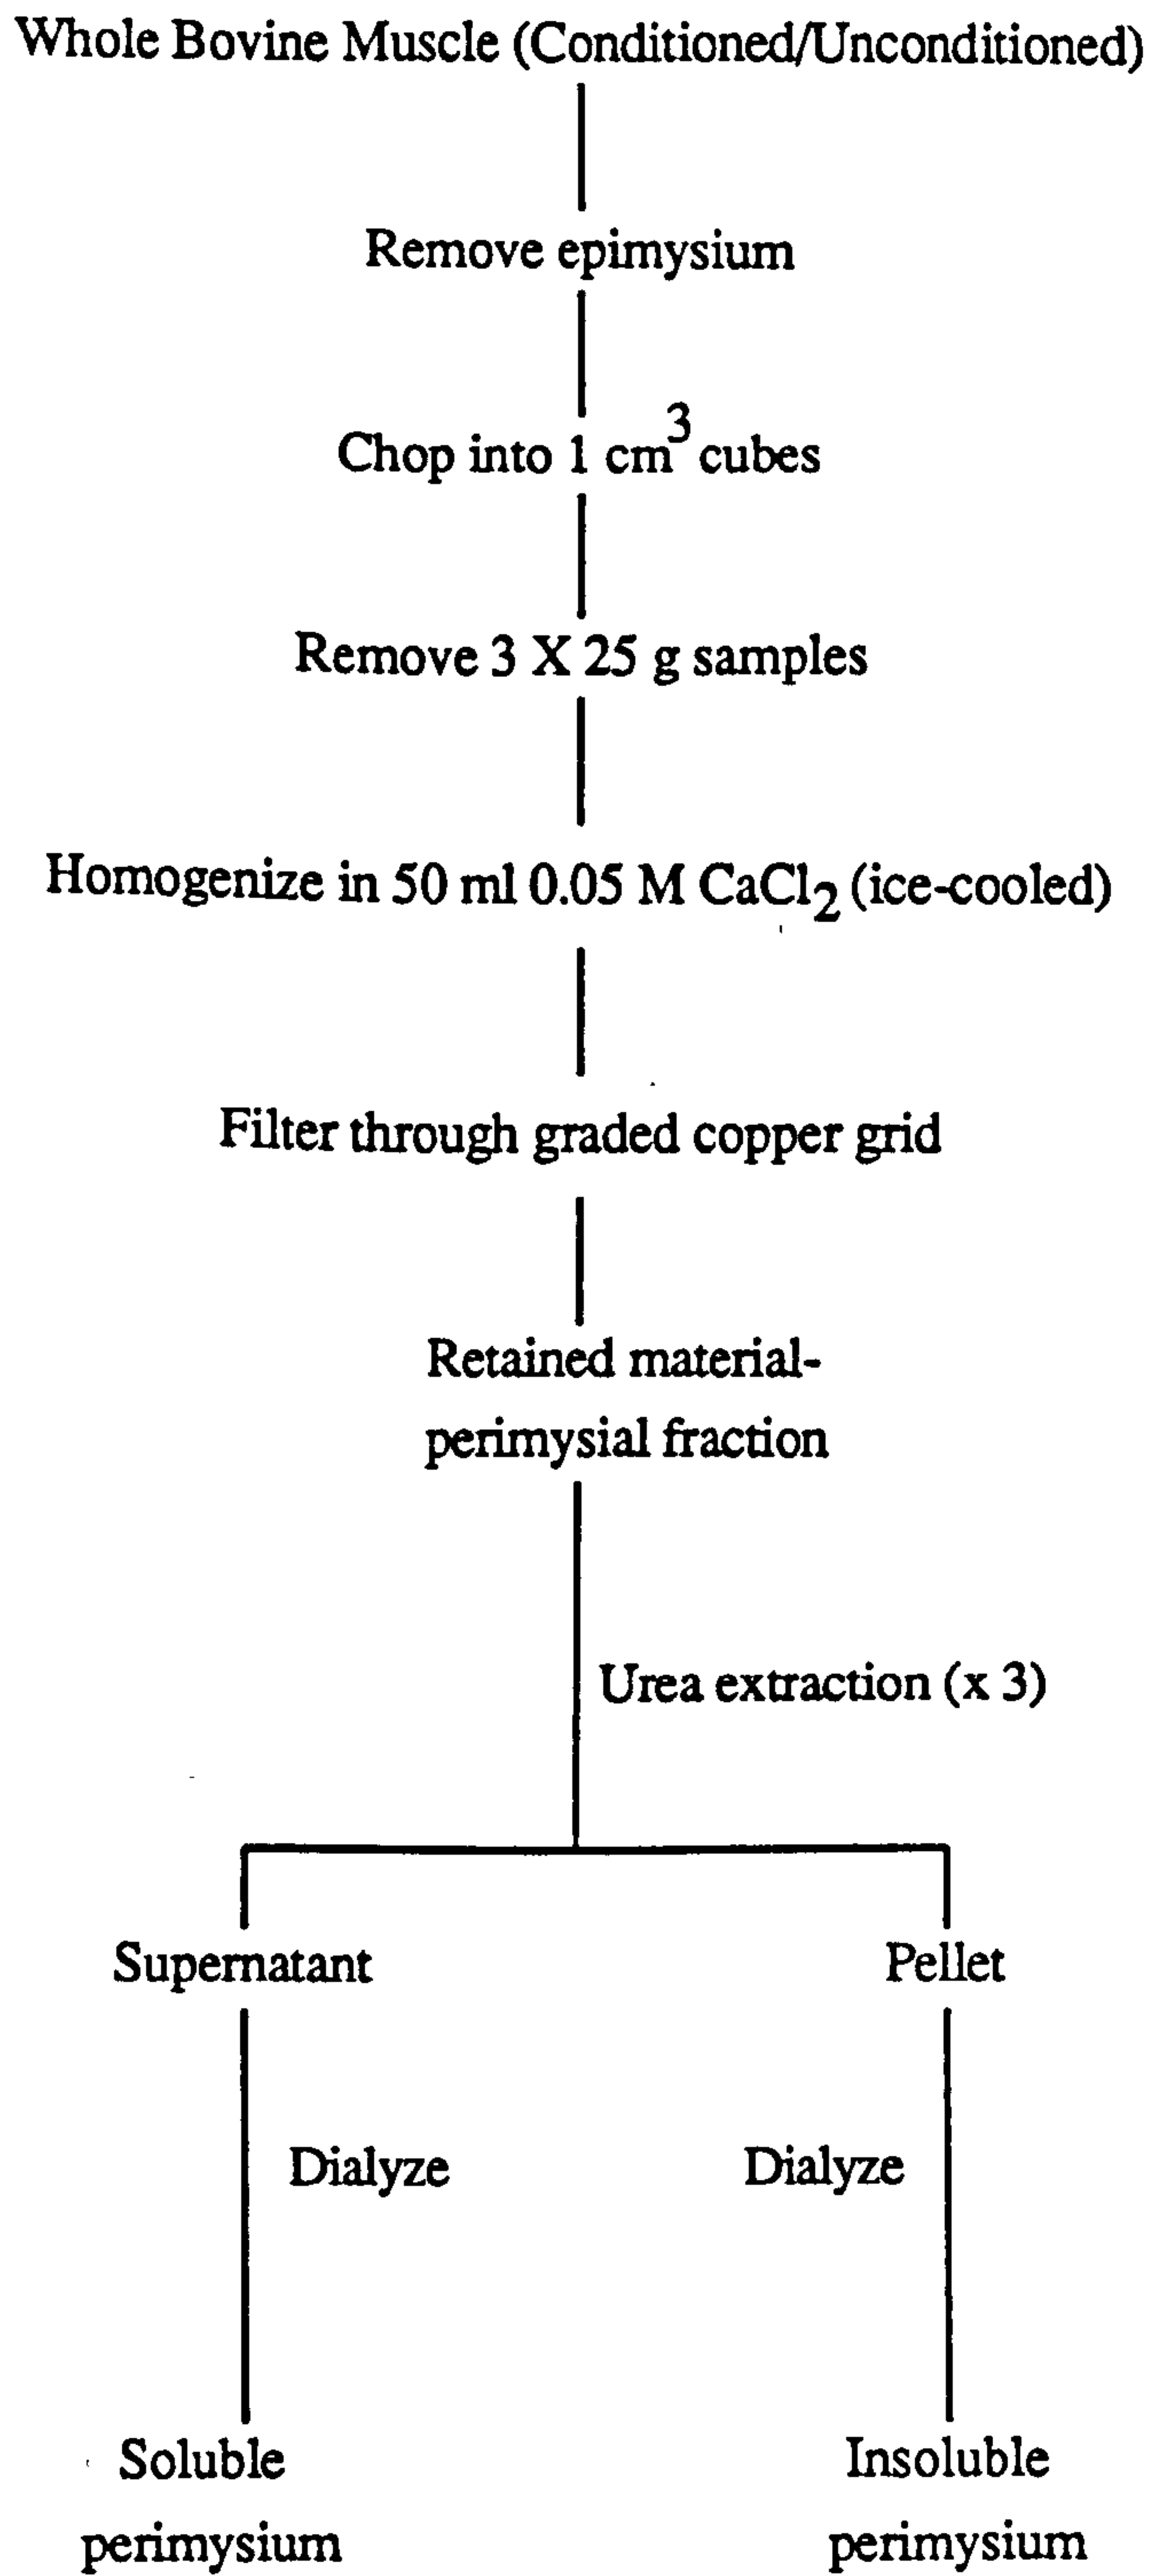 Whole Bovine Muscle (Conditioned/Unconditioned)
Remove epimysium
Chop into 1 cm³ cubes
Remove 3 X 25 g samples
Homogenize in 50 ml 0.05 M CaCl₂ (ice-cooled)
Filter through graded copper grid
Retained material-
perimysial fraction
Urea extraction (x 3)
Supernatant
Pellet
Dialyze
Dialyze
Soluble
perimysium
Insoluble
perimysium